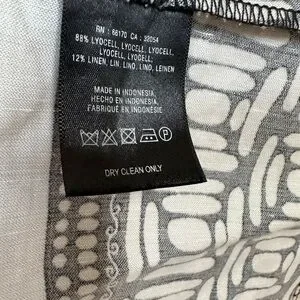 RN : 66170 CA : 32054
88% LYOCELL, LYOCELL, LYOCELL,
LYOCELL, LYOCELL;
12% LINEN, LIN, LINO, LINO, LEINEN
MADE IN INDONESIA
HECHO EN INDONESIA
FABRIQUÉ EN INDONÉSIE
P
DRY CLEAN ONLY